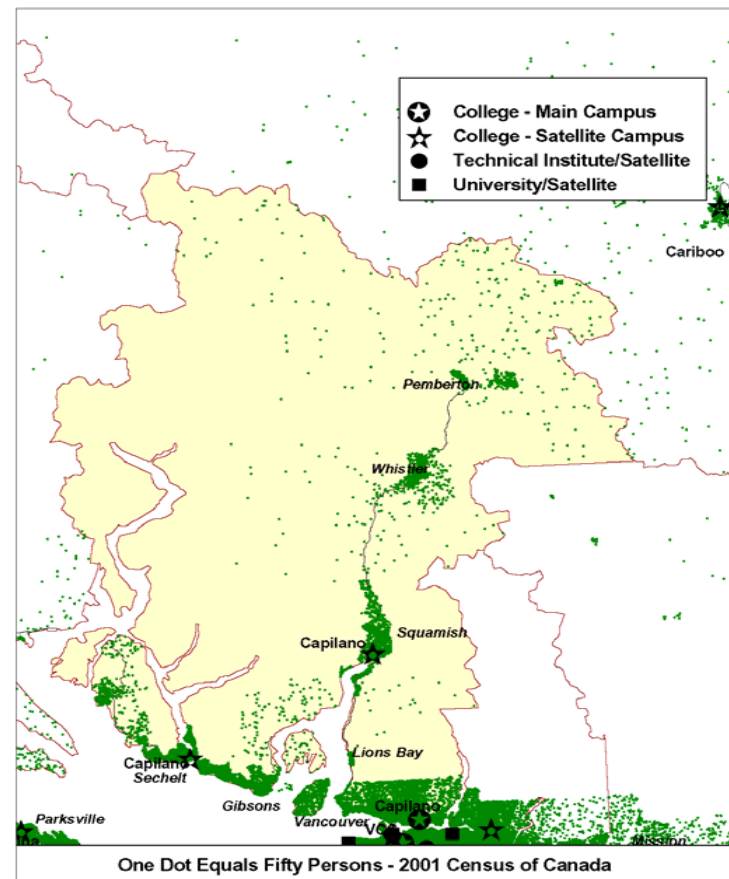 College - Main Campus
College - Satellite Campus
Technical Institute/Satellite
University/Satellite
Cariboo
Pemberton
Whistler
Squamish
Capilano
Lions Bay
Capilano
Sechelt
Gibsons
Capilano
Vancouver
Parksville
VCC
Mission
One Dot Equals Fifty Persons - 2001 Census of Canada